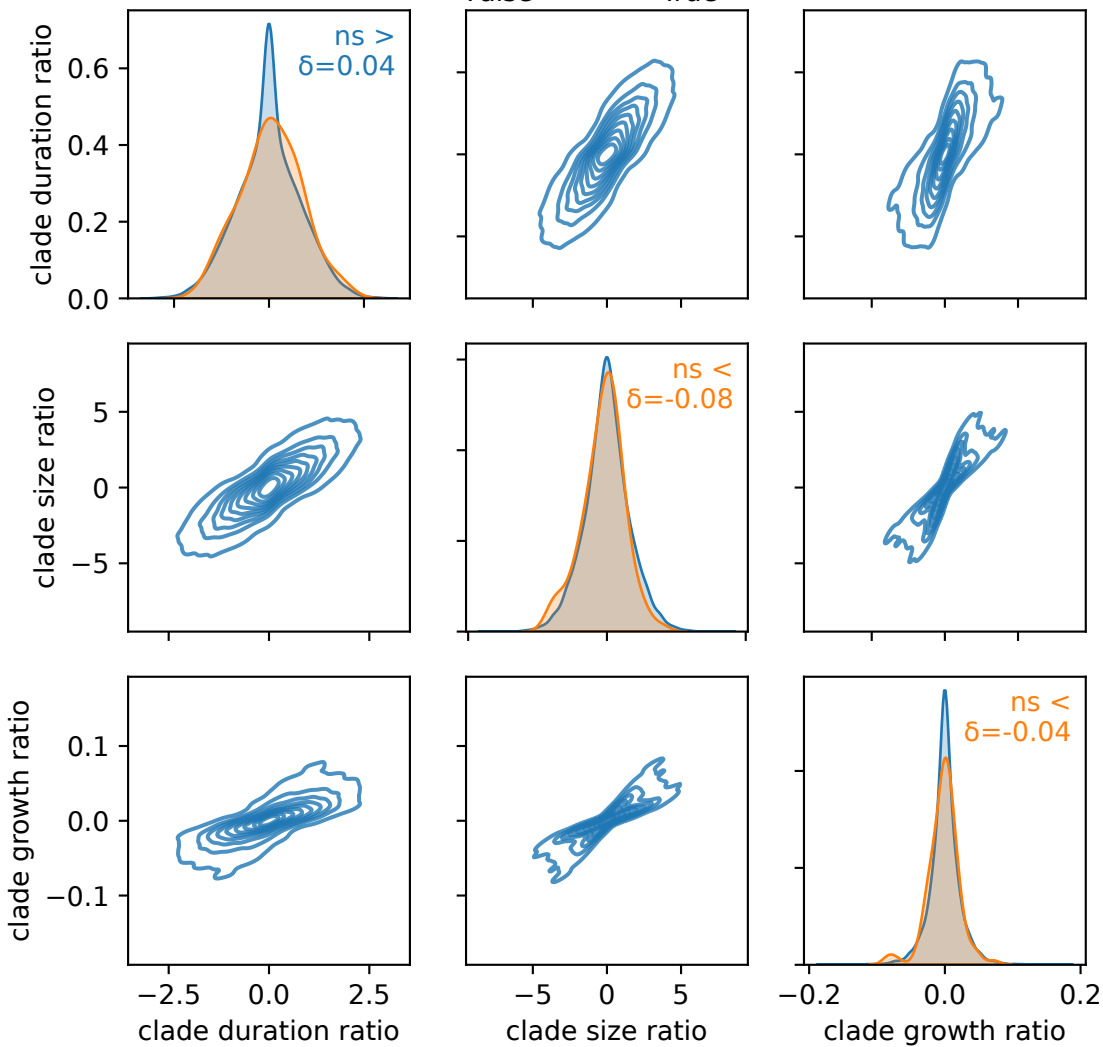 clade duration ratio
0.6
0.4
0.2
0.0
ns >
δ=0.04
−5
0
5
clade size ratio
5
0
−5
ns <
δ=-0.08
clade growth ratio
0.1
0.0
−0.1
ns <
δ=-0.04
−2.5
0.0
2.5
−5
0
5
−0.2
0.0
0.2
clade duration ratio
clade size ratio
clade growth ratio